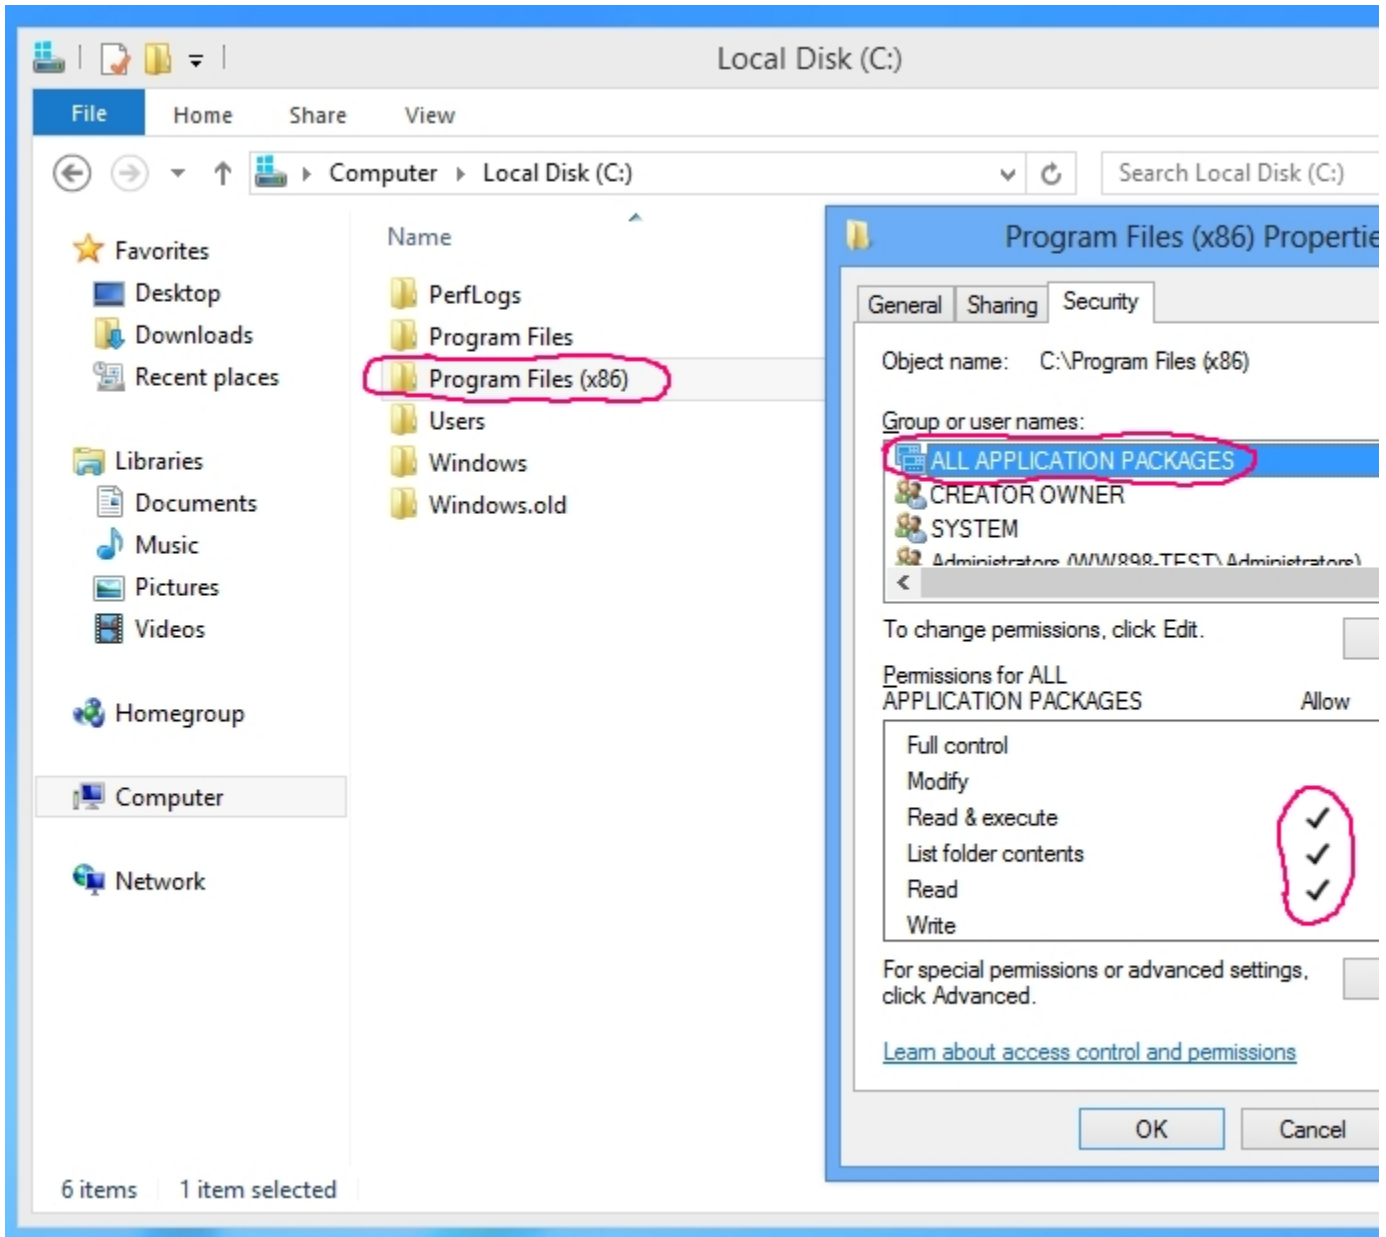 Local Disk (C:)
File Home Share View
Computer Local Disk (C:) Search Local Disk (C:)
Favorites
Desktop
Downloads
Recent places
Libraries
Documents
Music
Pictures
Videos
Homegroup
Computer
Network
Name
PerfLogs
Program Files
Program Files (x86)
Users
Windows
Windows.old
6 items 1 item selected
Program Files (x86) Propertie
General Sharing Security
Object name: C:\Program Files (x86)
Group or user names:
ALL APPLICATION PACKAGES
CREATOR OWNER
SYSTEM
Administrators (WW898-TEST\Administrators)
To change permissions, click Edit.
Permissions for ALL
APPLICATION PACKAGES Allow
Full control
Modify
Read & execute
List folder contents
Read
Write
For special permissions or advanced settings,
click Advanced.
Learn about access control and permissions
OK Cancel